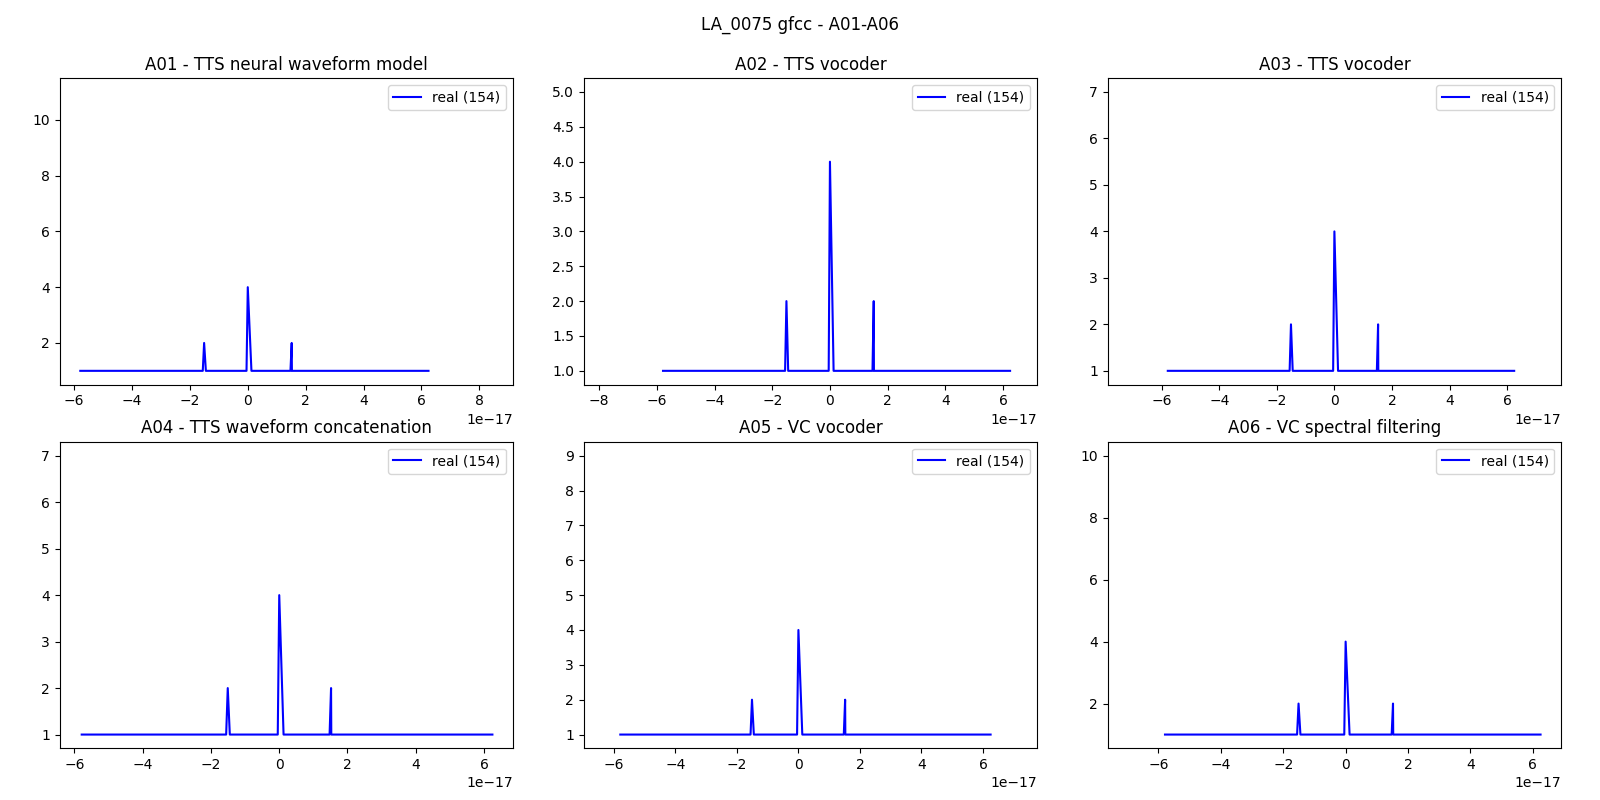 LA_0075 gfcc - A01-A06
A01 - TTS neural waveform model
real (154)
10
8
6
4
2
−6 −4 −2 0 2 4 6 8
1e−17
A02 - TTS vocoder
real (154)
5.0
4.5
4.0
3.5
3.0
2.5
2.0
1.5
1.0
−8 −6 −4 −2 0 2 4 6
1e−17
A03 - TTS vocoder
real (154)
7
6
5
4
3
2
1
−6 −4 −2 0 2 4 6
1e−17
A04 - TTS waveform concatenation
real (154)
7
6
5
4
3
2
1
−6 −4 −2 0 2 4 6
1e−17
A05 - VC vocoder
real (154)
9
8
7
6
5
4
3
2
1
−6 −4 −2 0 2 4 6
1e−17
A06 - VC spectral filtering
real (154)
10
8
6
4
2
−6 −4 −2 0 2 4 6
1e−17